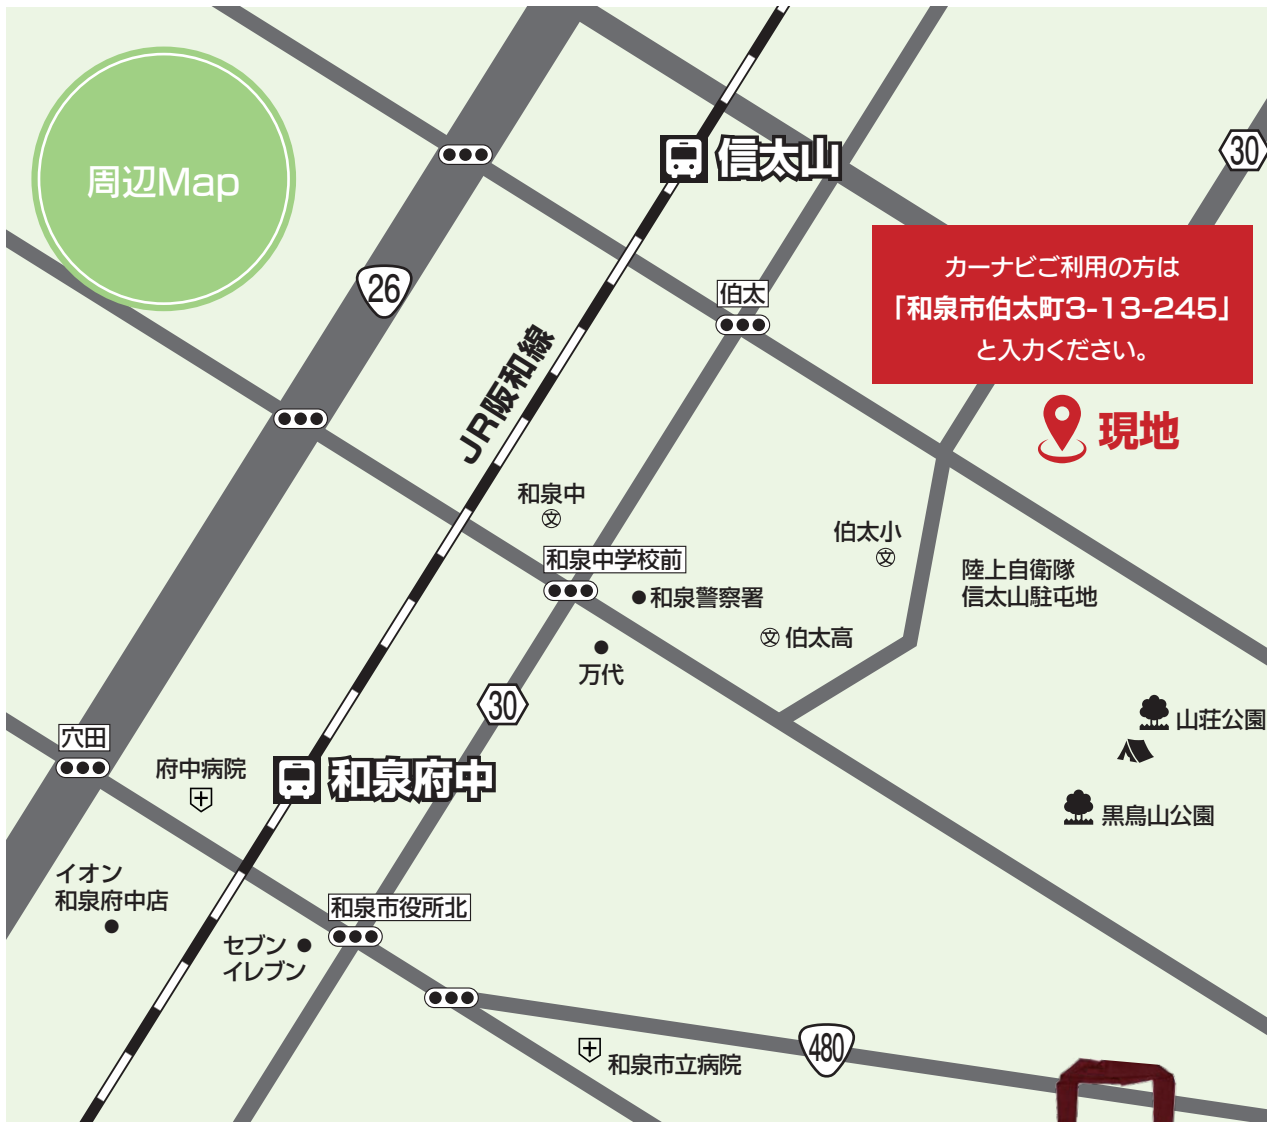 周辺Map
信太山
30
26
カーナビご利用の方は
「和泉市伯太町3-13-245」
と入力ください。
伯太
JR阪和線
現地
和泉中
文
和泉中学校前
伯太小
文
和泉警察署
陸上自衛隊
信太山駐屯地
文 伯太高
万代
30
穴田
山荘公園
府中病院
和泉府中
黒鳥山公園
イオン
和泉府中店
和泉市役所北
セブン
イレブン
480
和泉市立病院